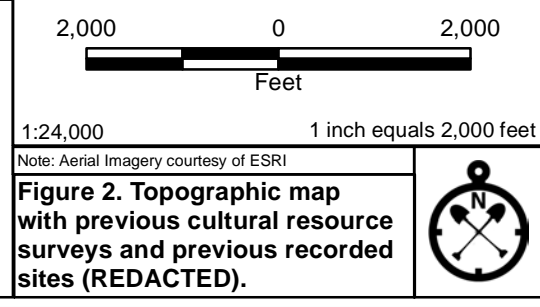 2,000 0 2,000
Feet
1:24,000 1 inch equals 2,000 feet
Note: Aerial Imagery courtesy of ESRI
Figure 2. Topographic map
with previous cultural resource
surveys and previous recorded
sites (REDACTED).
N